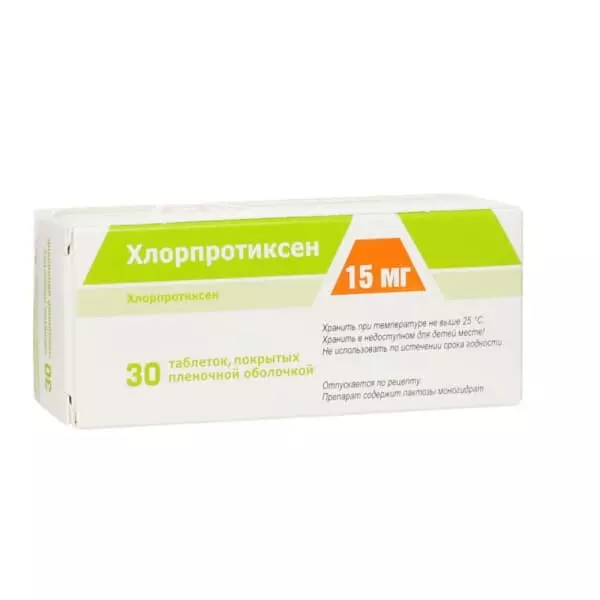 Хлорпротиксен
15 мг
Хлорпротиксен
30 таблеток, покрытых
пленочной оболочкой
Хранить при температуре не выше 25 °С.
Хранить в недоступном для детей месте!
Не использовать по истечении срока годности.
Отпускается по рецепту.
Препарат содержит лактозы моногидрат.
30